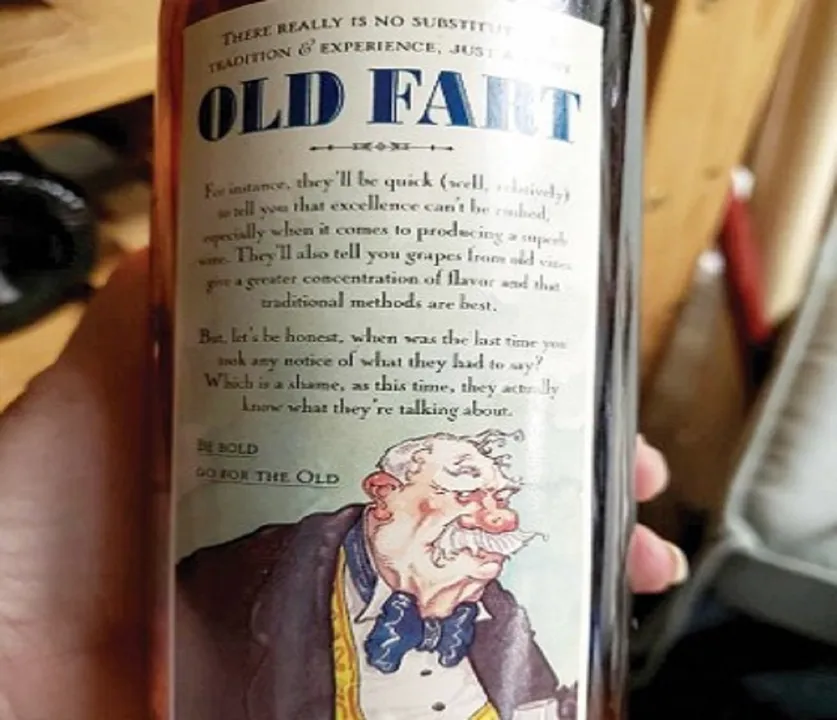 THERE REALLY IS NO SUBSTITUTE
TRADITION & EXPERIENCE, JUST
OLD FART
For instance, they'll be quick (well, relatively)
to tell you that excellence can't be rushed,
especially when it comes to producing a superb
wine. They'll also tell you grapes from old vines
give a greater concentration of flavor and that
traditional methods are best.
But, let's be honest, when was the last time you
took any notice of what they had to say?
Which is a shame, as this time, they actually
know what they're talking about.
BE BOLD
GO FOR THE OLD